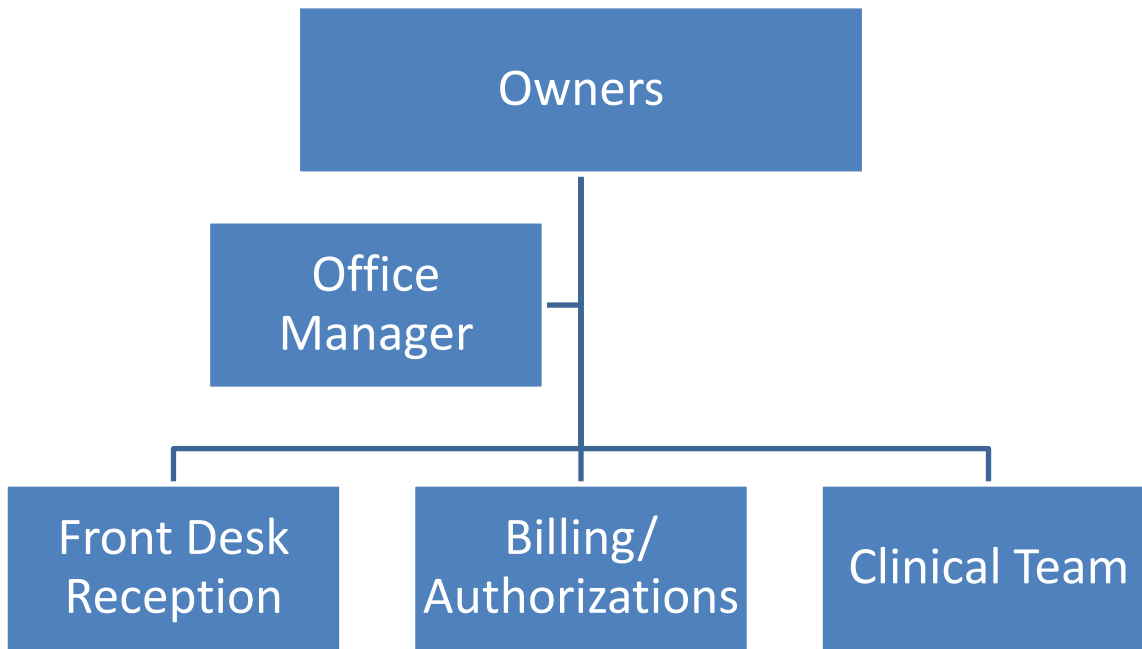 Owners
Office
Manager
Front Desk
Reception
Billing/
Authorizations
Clinical Team